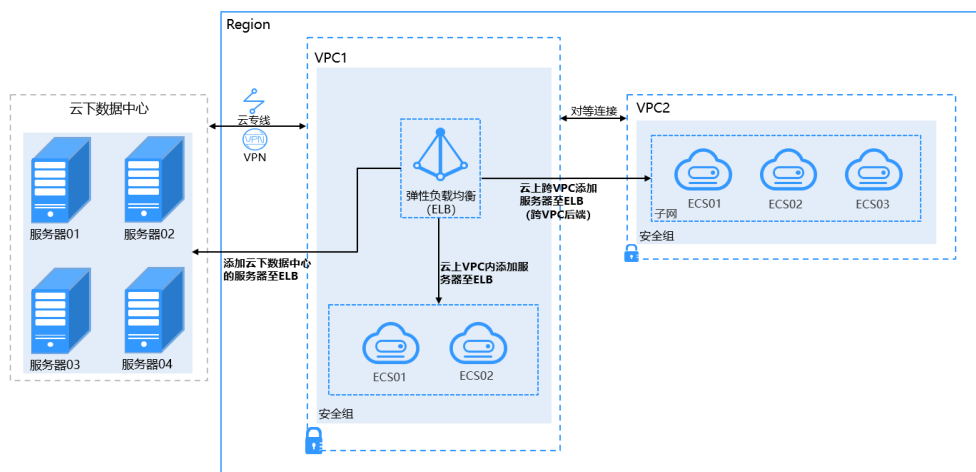 Region
云下数据中心
服务器01
服务器02
服务器03
服务器04
云专线
VPN
VPN
添加云下数据中心
的服务器至ELB
VPC1
弹性负载均衡
(ELB)
云上VPC内添加服
务器至ELB
ECS01
ECS02
安全组
对等连接
云上跨VPC添加
服务器至ELB
(跨VPC后端)
VPC2
ECS01
ECS02
ECS03
子网
安全组